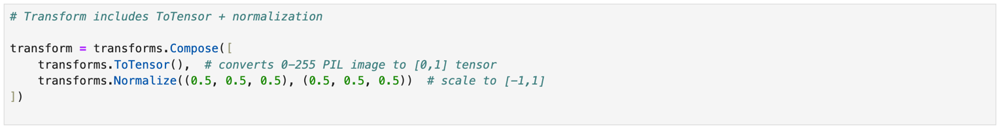 # Transform includes ToTensor + normalization
transform = transforms.Compose([
    transforms.ToTensor(),  # converts 0-255 PIL image to [0,1] tensor
    transforms.Normalize((0.5, 0.5, 0.5), (0.5, 0.5, 0.5))  # scale to [-1,1]
])